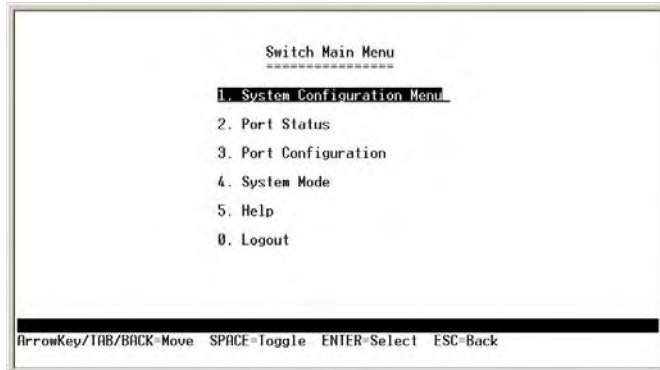 Switch Main Menu
================
1. System Configuration Menu
2. Port Status
3. Port Configuration
4. System Mode
5. Help
0. Logout
ArrowKey/TAB/BACK=Move SPACE=Toggle ENTER=Select ESC=Back